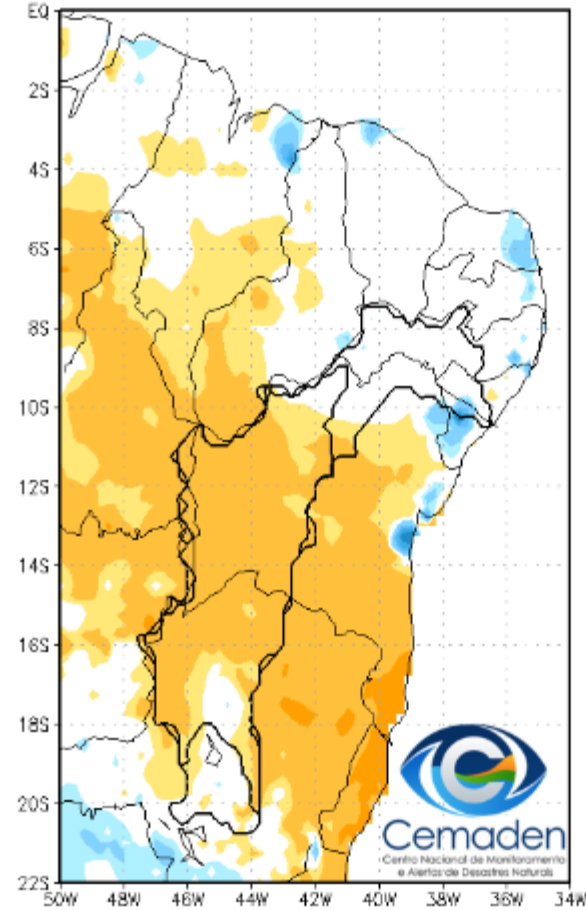 EQ
2S
4S
6S
8S
10S
12S
14S
16S
18S
20S
22S
50W 48W 46W 44W 42W 40W 38W 36W 34W
Cemaden
Centro Nacional de Monitoramento
e Alertas de Desastres Naturais